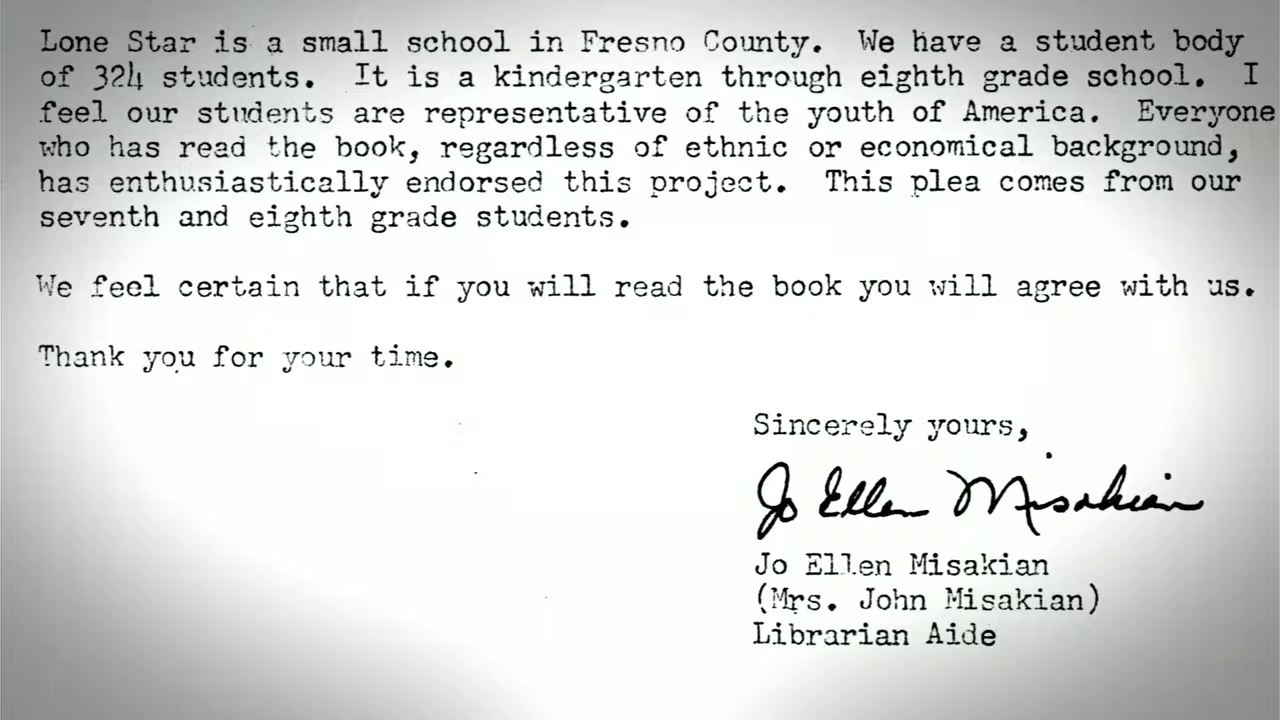 Lone Star is a small school in Fresno County. We have a student body
of 324 students. It is a kindergarten through eighth grade school. I
feel our students are representative of the youth of America. Everyone
who has read the book, regardless of ethnic or economical background,
has enthusiastically endorsed this project. This plea comes from our
seventh and eighth grade students.
We feel certain that if you will read the book you will agree with us.
Thank you for your time.
Sincerely yours,
Jo Ellen Misakian
Jo Ellen Misakian
(Mrs. John Misakian)
Librarian Aide